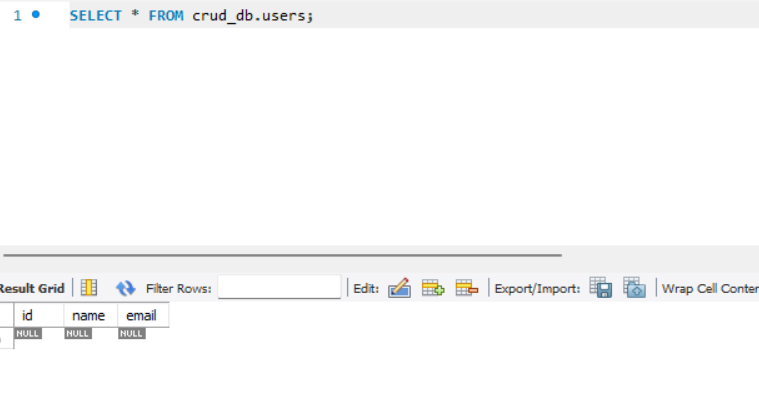 1 SELECT * FROM crud_db.users;
Result Grid Filter Rows: Edit: Export/Import: Wrap Cell Conten
id name email
NULL NULL NULL